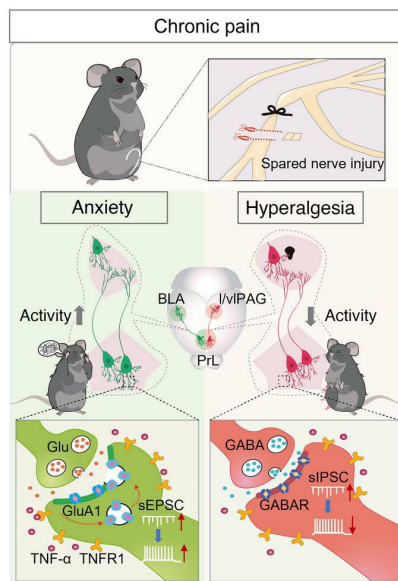 Chronic pain
Spared nerve injury
Anxiety
Hyperalgesia
BLA
l/vlPAG
Activity
Activity
PrL
Glu
GluA1
sEPSC
TNF-α
TNFR1
GABA
sIPSC
GABAR